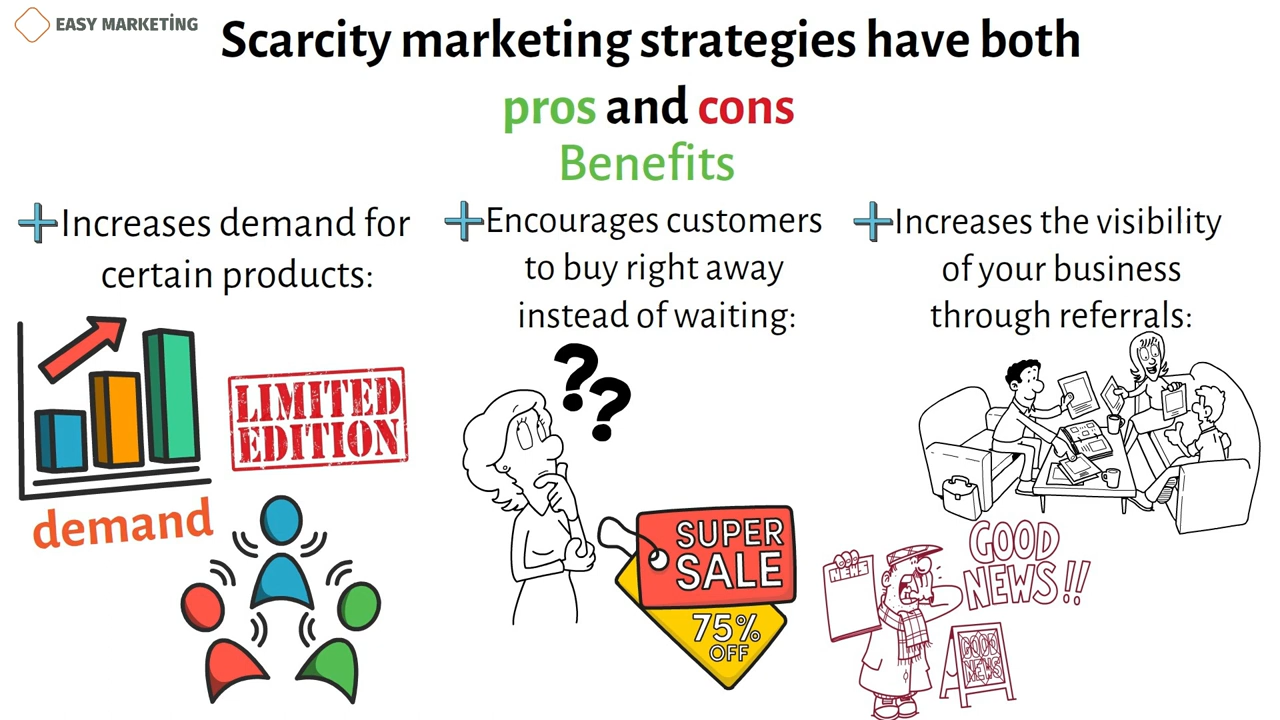 EASY MARKETİNG
Scarcity marketing strategies have both
pros and cons
Benefits
Increases demand for
certain products:
LIMITED
EDITION
demand
Encourages customers
to buy right away
instead of waiting:
??
SUPER
SALE
75%
OFF
Increases the visibility
of your business
through referrals:
NEWS
GOOD
NEWS!!
GOOD
NEWS